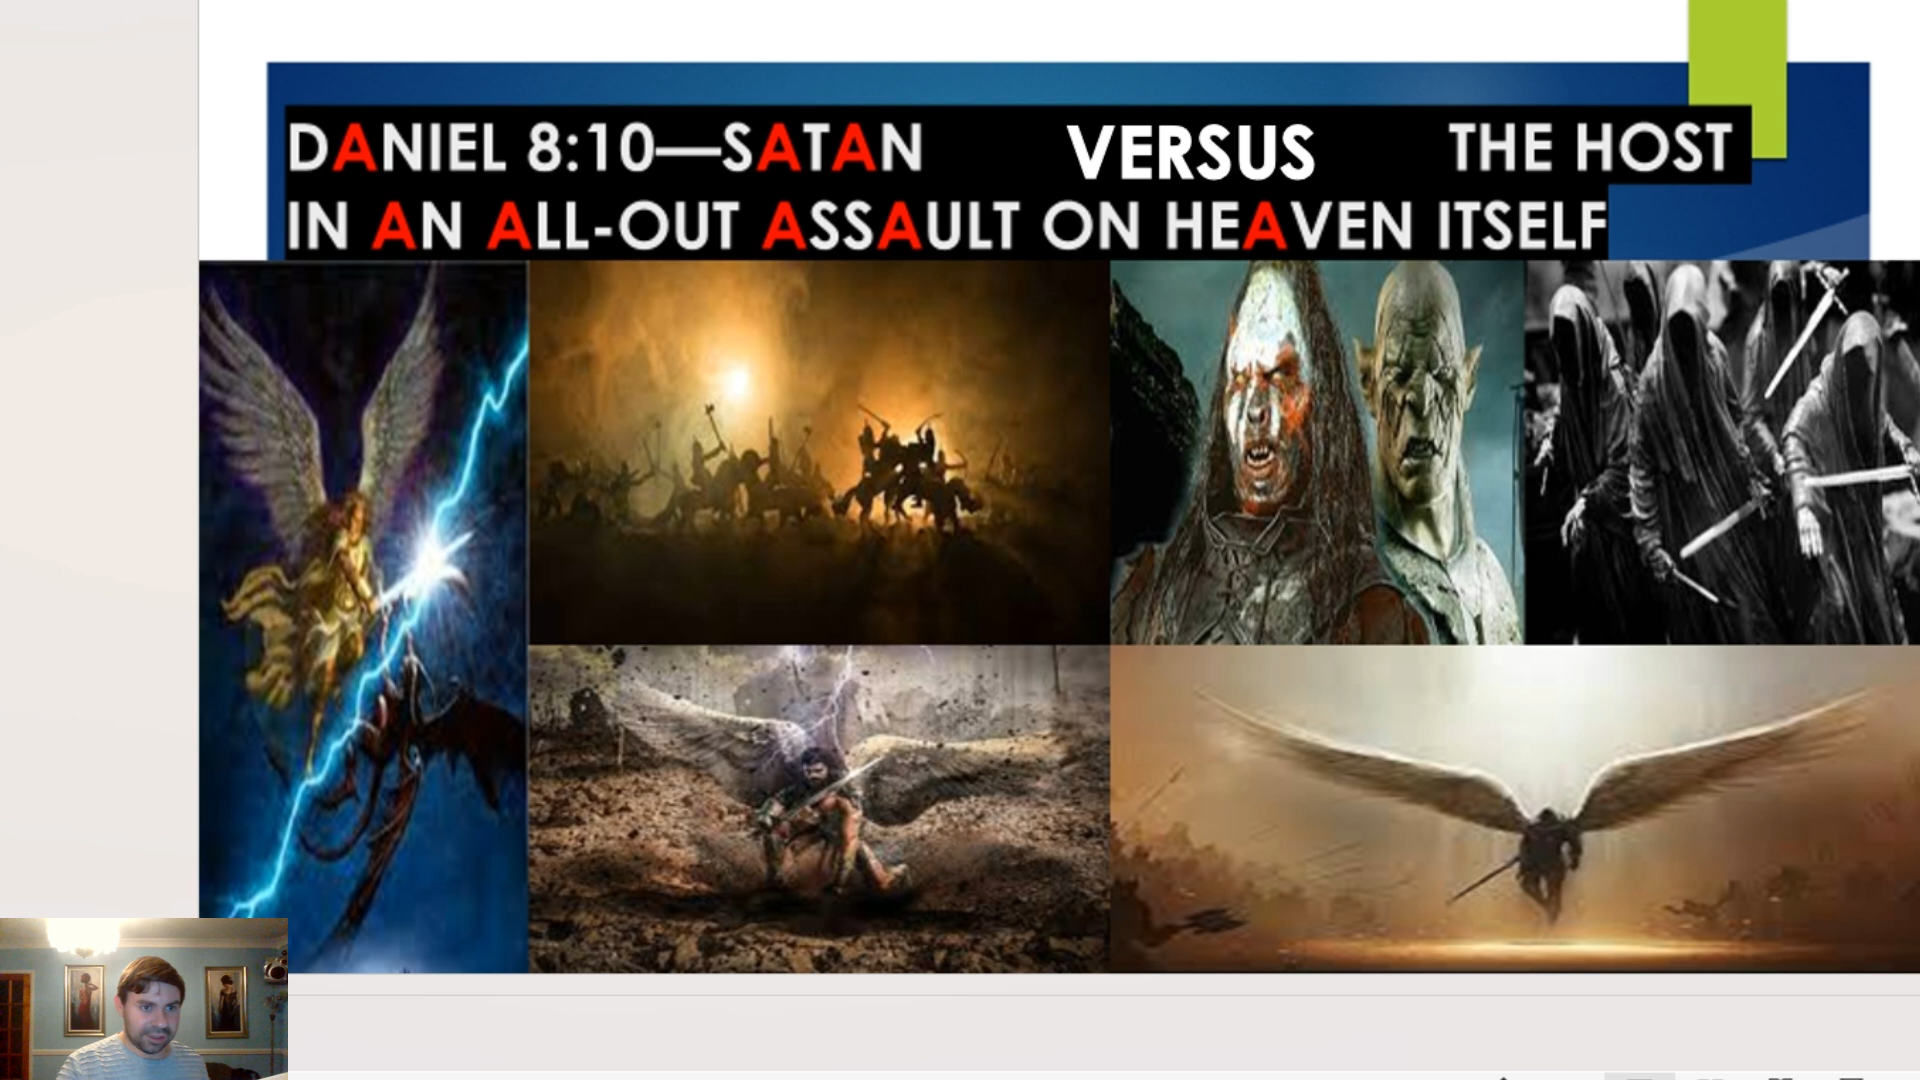 DANIEL 8:10—SATAN VERSUS THE HOST
IN AN ALL-OUT ASSAULT ON HEAVEN ITSELF